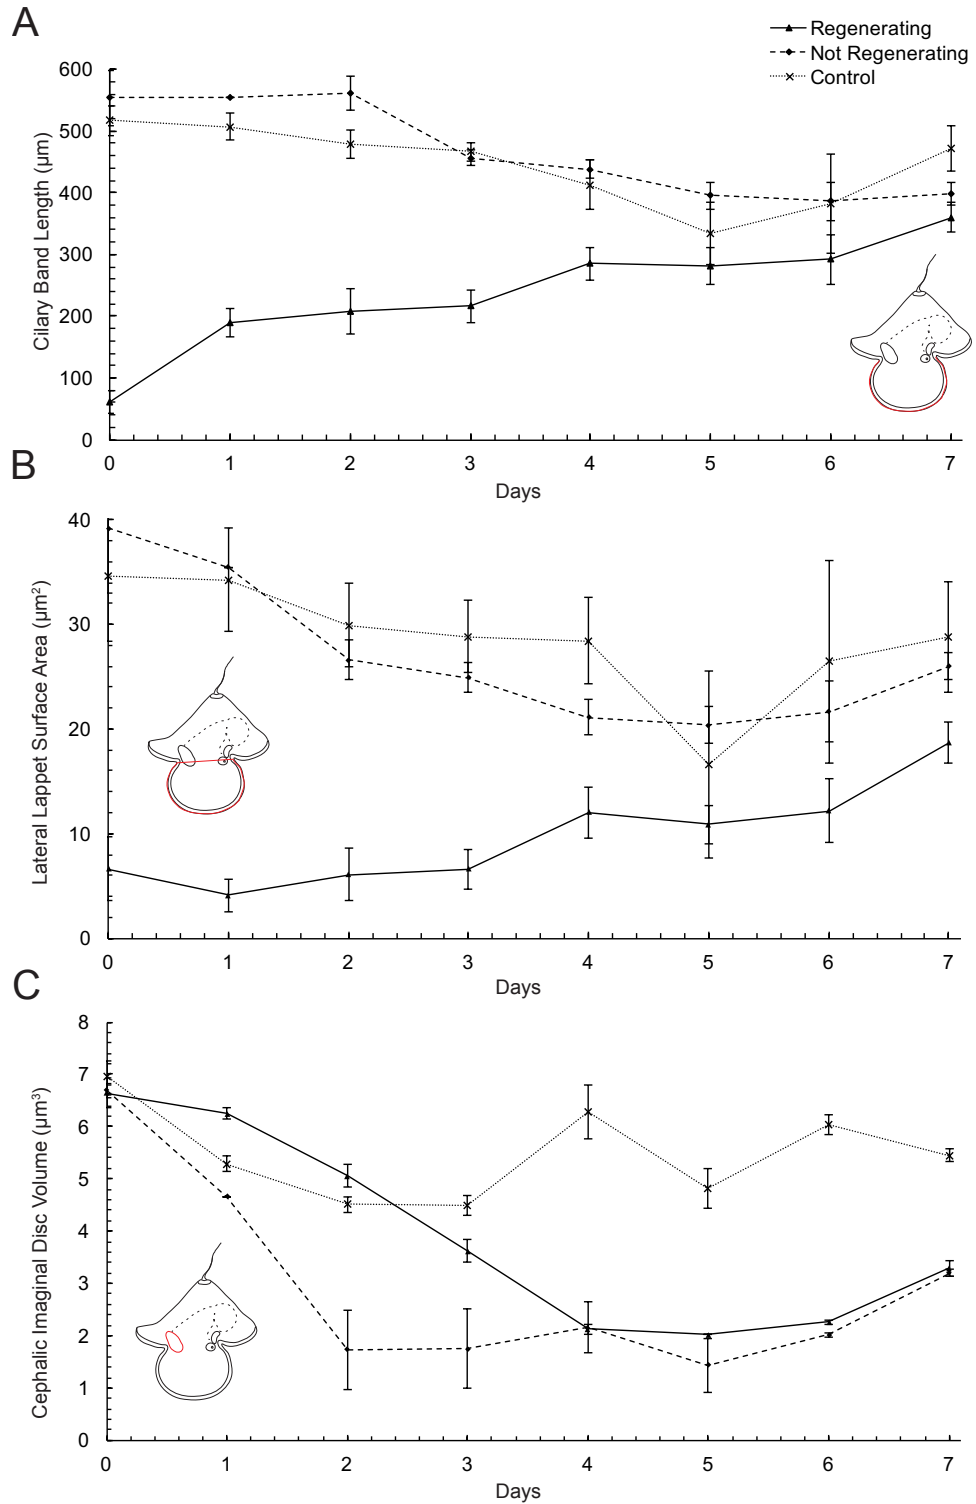 A
Regenerating
Not Regenerating
Control
Cilary Band Length (µm)
600
500
400
300
200
100
0
0 1 2 3 4 5 6 7
Days
B
Lateral Lappet Surface Area (µm²)
40
30
20
10
0
0 1 2 3 4 5 6 7
Days
C
Cephalic Imaginal Disc Volume (µm³)
8
7
6
5
4
3
2
1
0
0 1 2 3 4 5 6 7
Days